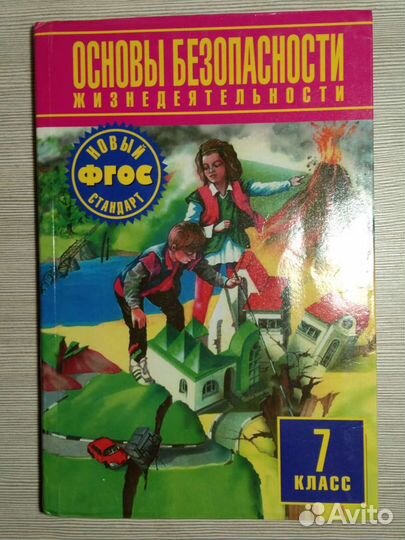 ОСНОВЫ БЕЗОПАСНОСТИ
ЖИЗНЕДЕЯТЕЛЬНОСТИ
НОВЫЙ
ФГОС
СТАНДАРТ
7
КЛАСС
Avito